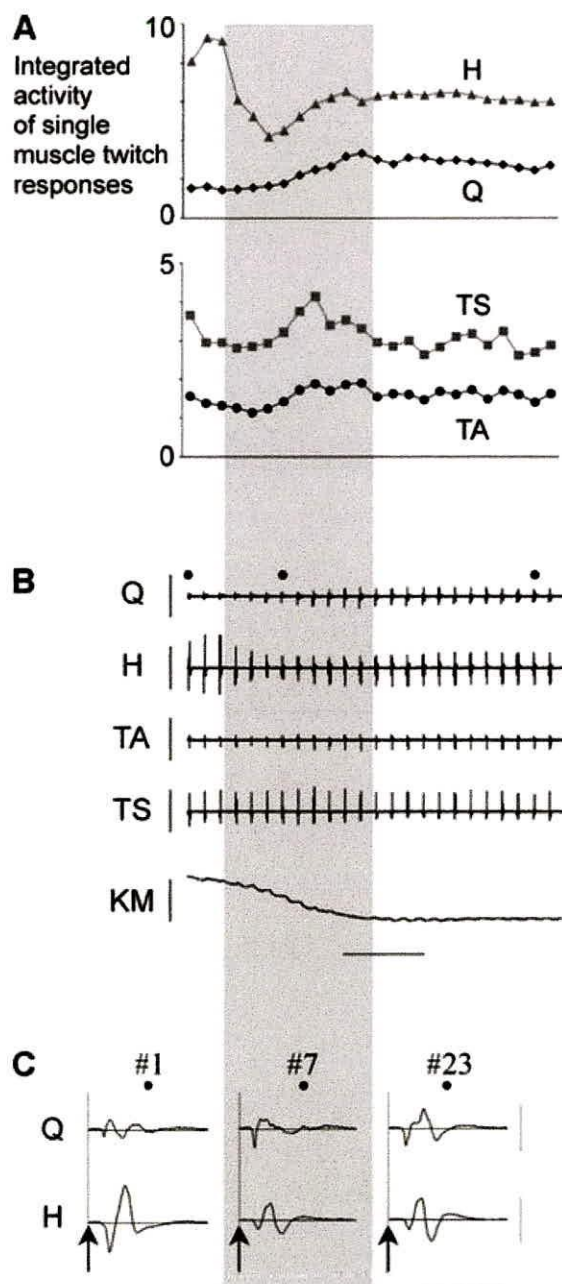 A
Integrated
activity
of single
muscle twitch
responses
10
0
H
Q
5
0
TS
TA
B
Q
H
TA
TS
KM
C
#1 #7 #23
Q
H